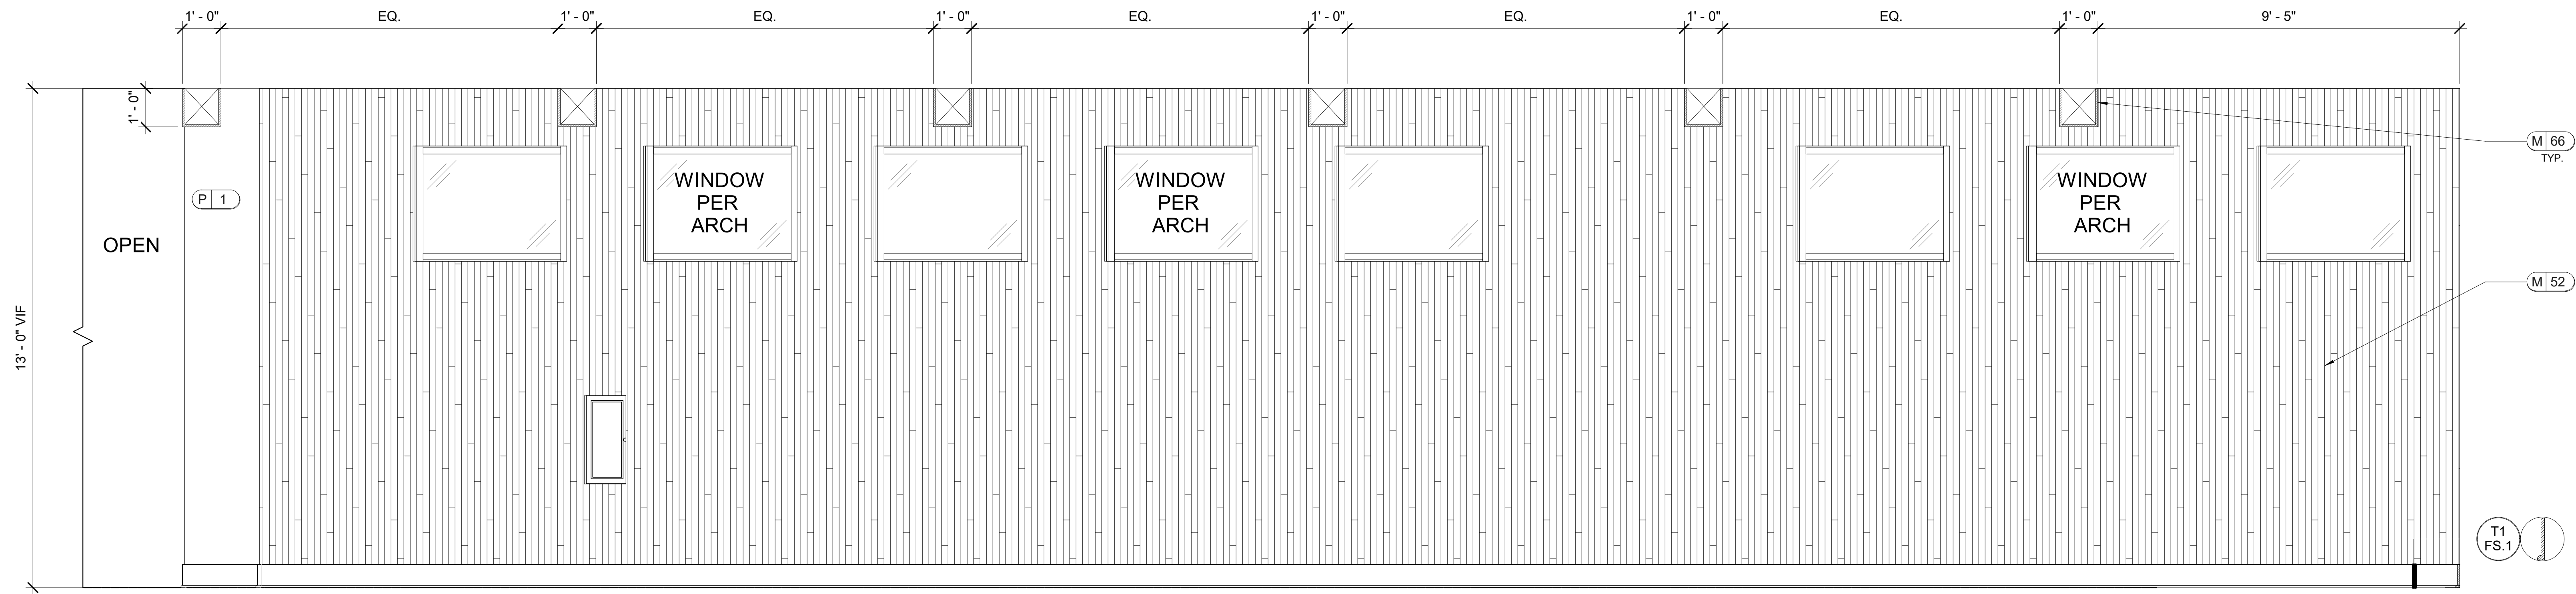 1' - 0" EQ. 1' - 0" EQ. 1' - 0" EQ. 1' - 0" EQ. 1' - 0" EQ. 1' - 0" 9' - 5"
1' - 0"
M 66
TYP.
P 1
WINDOW
PER
ARCH
WINDOW
PER
ARCH
WINDOW
PER
ARCH
OPEN
M 52
13' - 0" VIF
T1
FS.1